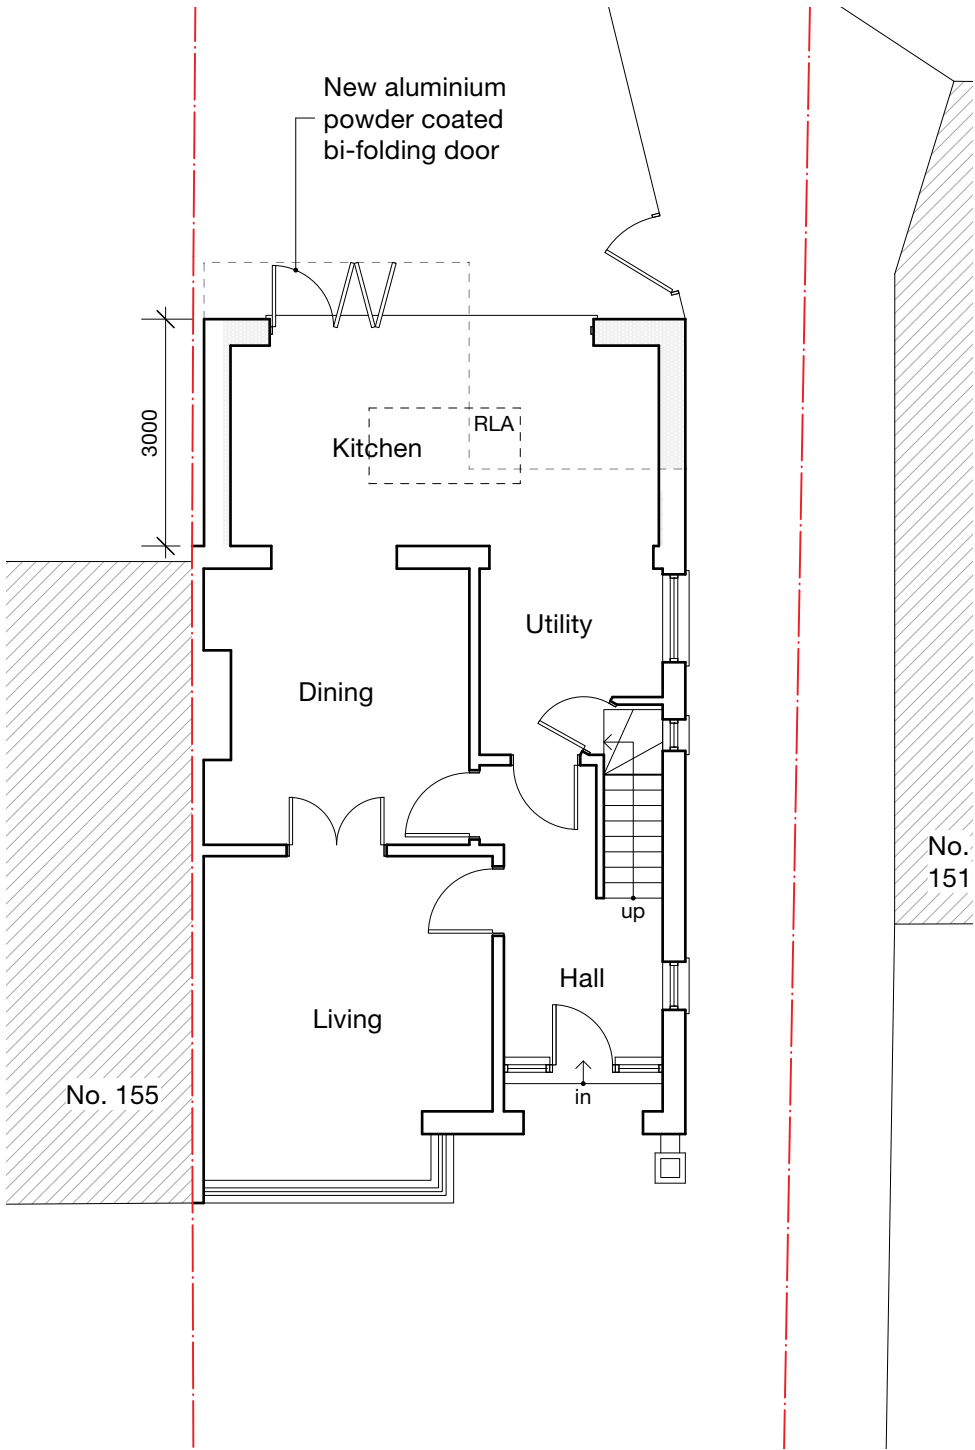 New aluminium
powder coated
bi-folding door
3000
RLA
Kitchen
Utility
Dining
No.
151
up
Hall
Living
No. 155
in